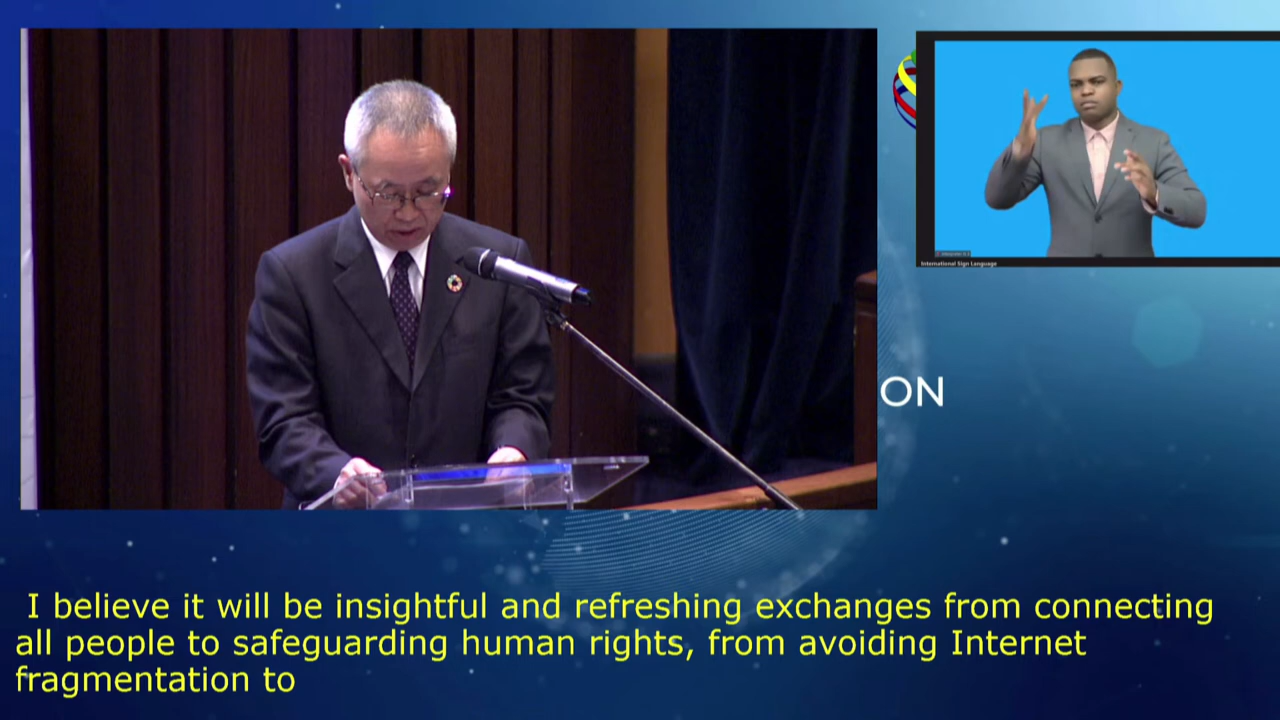 International Sign Language
ON
I believe it will be insightful and refreshing exchanges from connecting
all people to safeguarding human rights, from avoiding Internet
fragmentation to